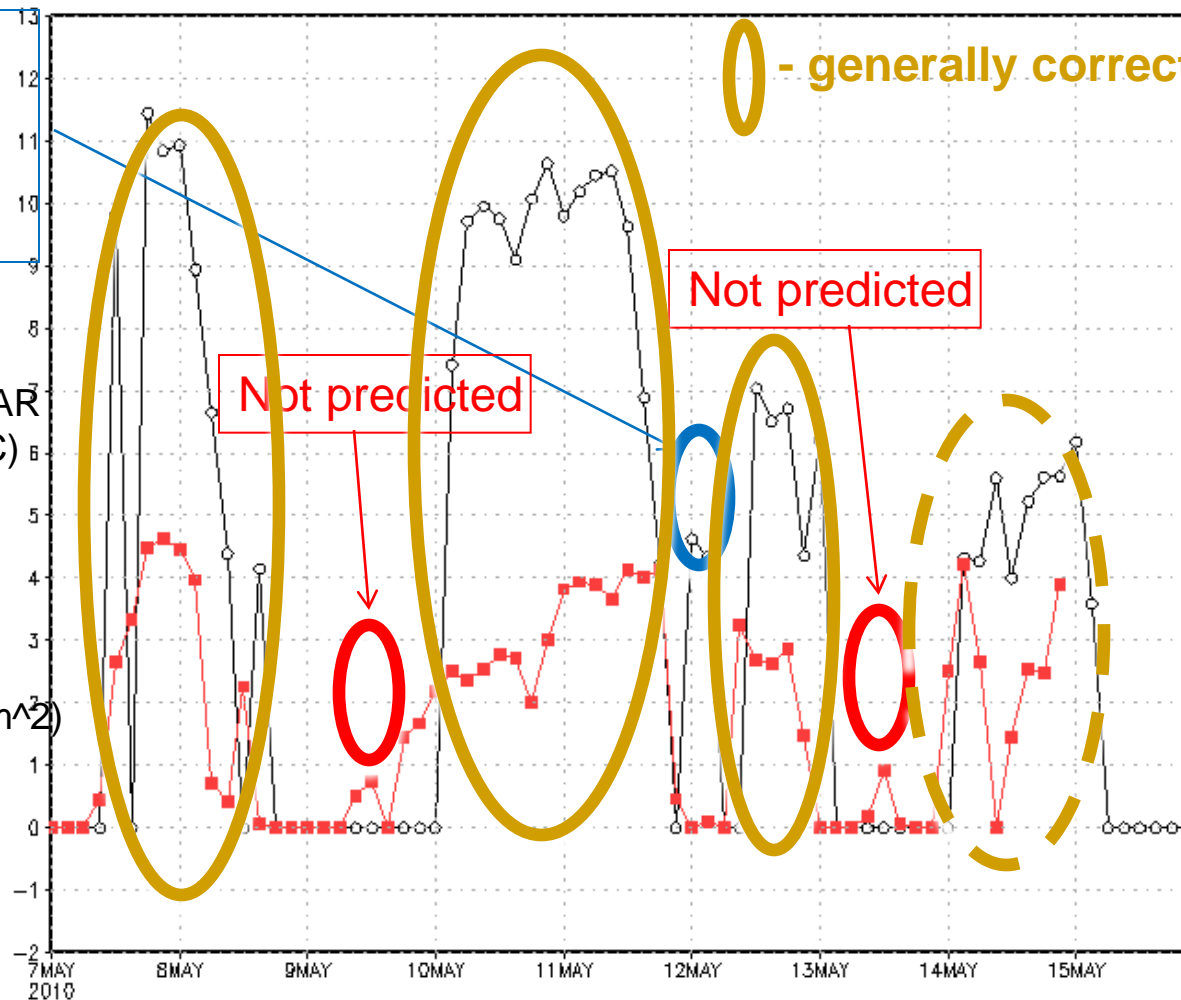 13
12
11
10
9
8
7
6
5
4
3
2
1
0
-1
-2
- generally correct
Not predicted
Not predicted
AR
C)
m^2)
7MAY
2010
8MAY
9MAY
10MAY
11MAY
12MAY
13MAY
14MAY
15MAY